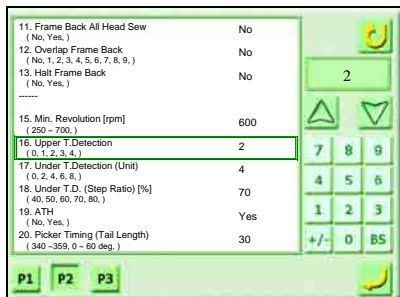 11. Frame Back All Head Sew No
( No, Yes, )
12. Overlap Frame Back No
( No, 1, 2, 3, 4, 5, 6, 7, 8, 9, )
13. Halt Frame Back No
( No, Yes, )
------
15. Min. Revolution [rpm] 600
( 250 ~ 700, )
16. Upper T.Detection 2
( 0, 1, 2, 3, 4, )
17. Under T.Detection (Unit) 4
( 0, 2, 4, 6, 8, )
18. Under T.D. (Step Ratio) [%] 70
( 40, 50, 60, 70, 80, )
19. ATH Yes
( No, Yes, )
20. Picker Timing (Tail Length) 30
( 340 ~359, 0 ~ 60 deg, )
2
7 8 9
4 5 6
1 2 3
+/- 0 BS
P1 P2 P3